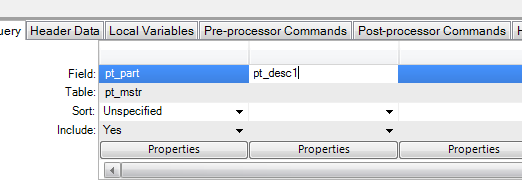 uery Header Data Local Variables Pre-processor Commands Post-processor Commands H
Field: pt_part pt_desc1
Table: pt_mstr
Sort: Unspecified
Include: Yes
Properties Properties Properties